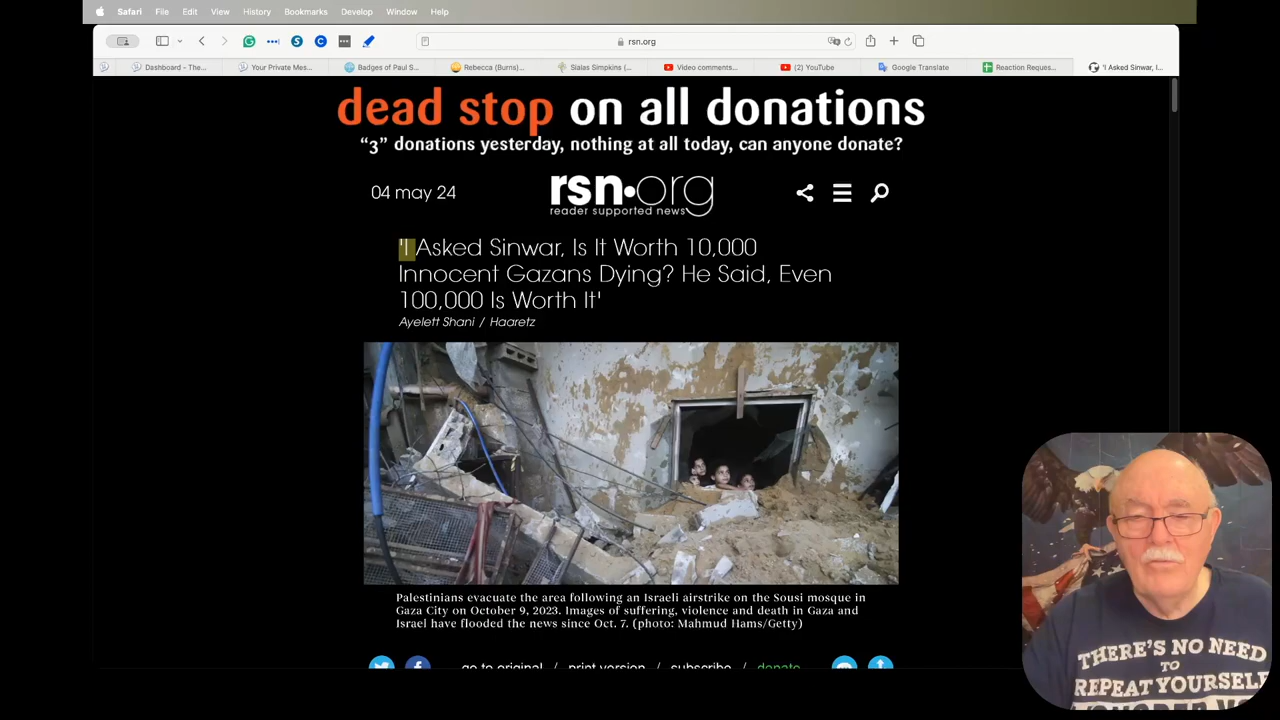 Safari File Edit View History Bookmarks Develop Window Help
rsn.org
Dashboard - The...
Your Private Mes...
Badges of Paul S...
Rebecca (Burns)...
Sialas Simpkins (...
Video comments...
(2) YouTube
Google Translate
Reaction Reques...
'I Asked Sinwar, I...
dead stop on all donations
“3” donations yesterday, nothing at all today, can anyone donate?
04 may 24
rsn.org
reader supported news
'I Asked Sinwar, Is It Worth 10,000
Innocent Gazans Dying? He Said, Even
100,000 Is Worth It'
Ayelett Shani / Haaretz
Palestinians evacuate the area following an Israeli airstrike on the Sousi mosque in
Gaza City on October 9, 2023. Images of suffering, violence and death in Gaza and
Israel have flooded the news since Oct. 7. (photo: Mahmud Hams/Getty)
go to original / print version / subscribe / donate
THERE'S NO NEED
TO
REPEAT YOURSELF